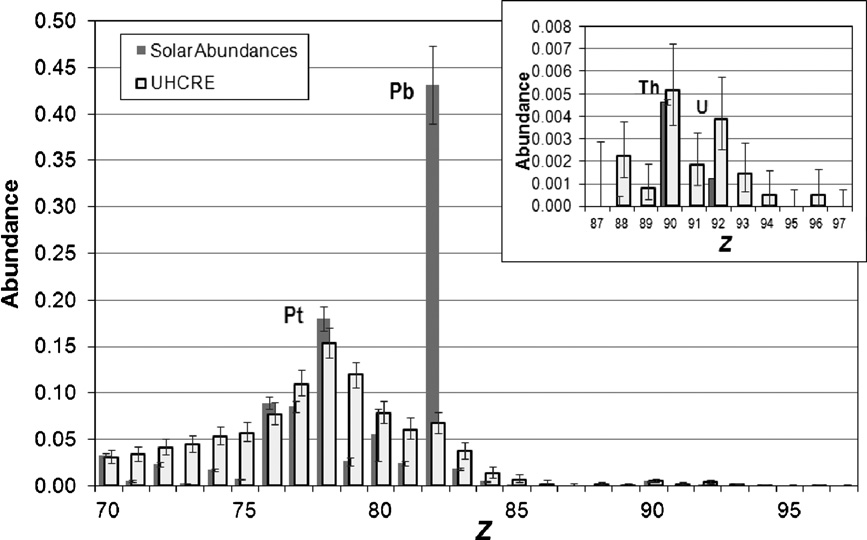 Abundance
0.50
0.45
0.40
0.35
0.30
0.25
0.20
0.15
0.10
0.05
0.00
Solar Abundances
UHCRE
Pb
Pt
70 75 80 85 90 95
Z
Abundance
0.008
0.007
0.006
0.005
0.004
0.003
0.002
0.001
0.000
Th
U
87 88 89 90 91 92 93 94 95 96 97
Z